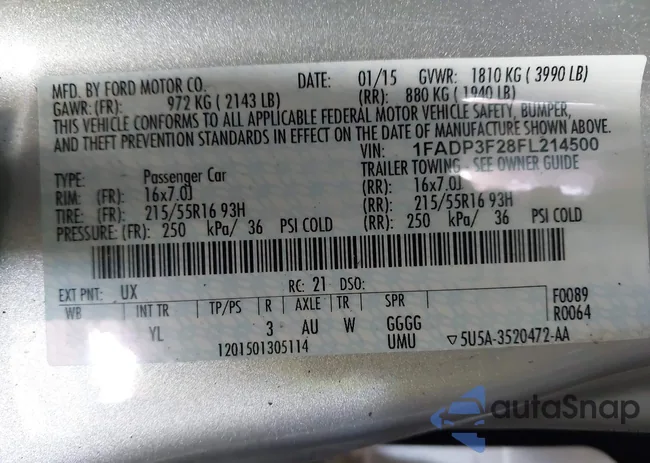 MFD. BY FORD MOTOR CO. DATE: 01/15 GVWR: 1810 KG ( 3990 LB)
GAWR: (FR): 972 KG ( 2143 LB) (RR): 880 KG ( 1940 LB)
THIS VEHICLE CONFORMS TO ALL APPLICABLE FEDERAL MOTOR VEHICLE SAFETY, BUMPER,
AND THEFT PREVENTION STANDARDS IN EFFECT ON THE DATE OF MANUFACTURE SHOWN ABOVE.
VIN: 1FADP3F28FL214500
TYPE: Passenger Car TRAILER TOWING - SEE OWNER GUIDE
RIM: (FR): 16x7.0J (RR): 16x7.0J
TIRE: (FR): 215/55R16 93H (RR): 215/55R16 93H
PRESSURE: (FR): 250 kPa/ 36 PSI COLD (RR): 250 kPa/ 36 PSI COLD
EXT PNT: UX RC: 21 DSO:
WB INT TR TP/PS R AXLE TR SPR F0089
YL 3 AU W GGGG R0064
1201501305114 UMU ▽5U5A-3520472-AA
autoSnap